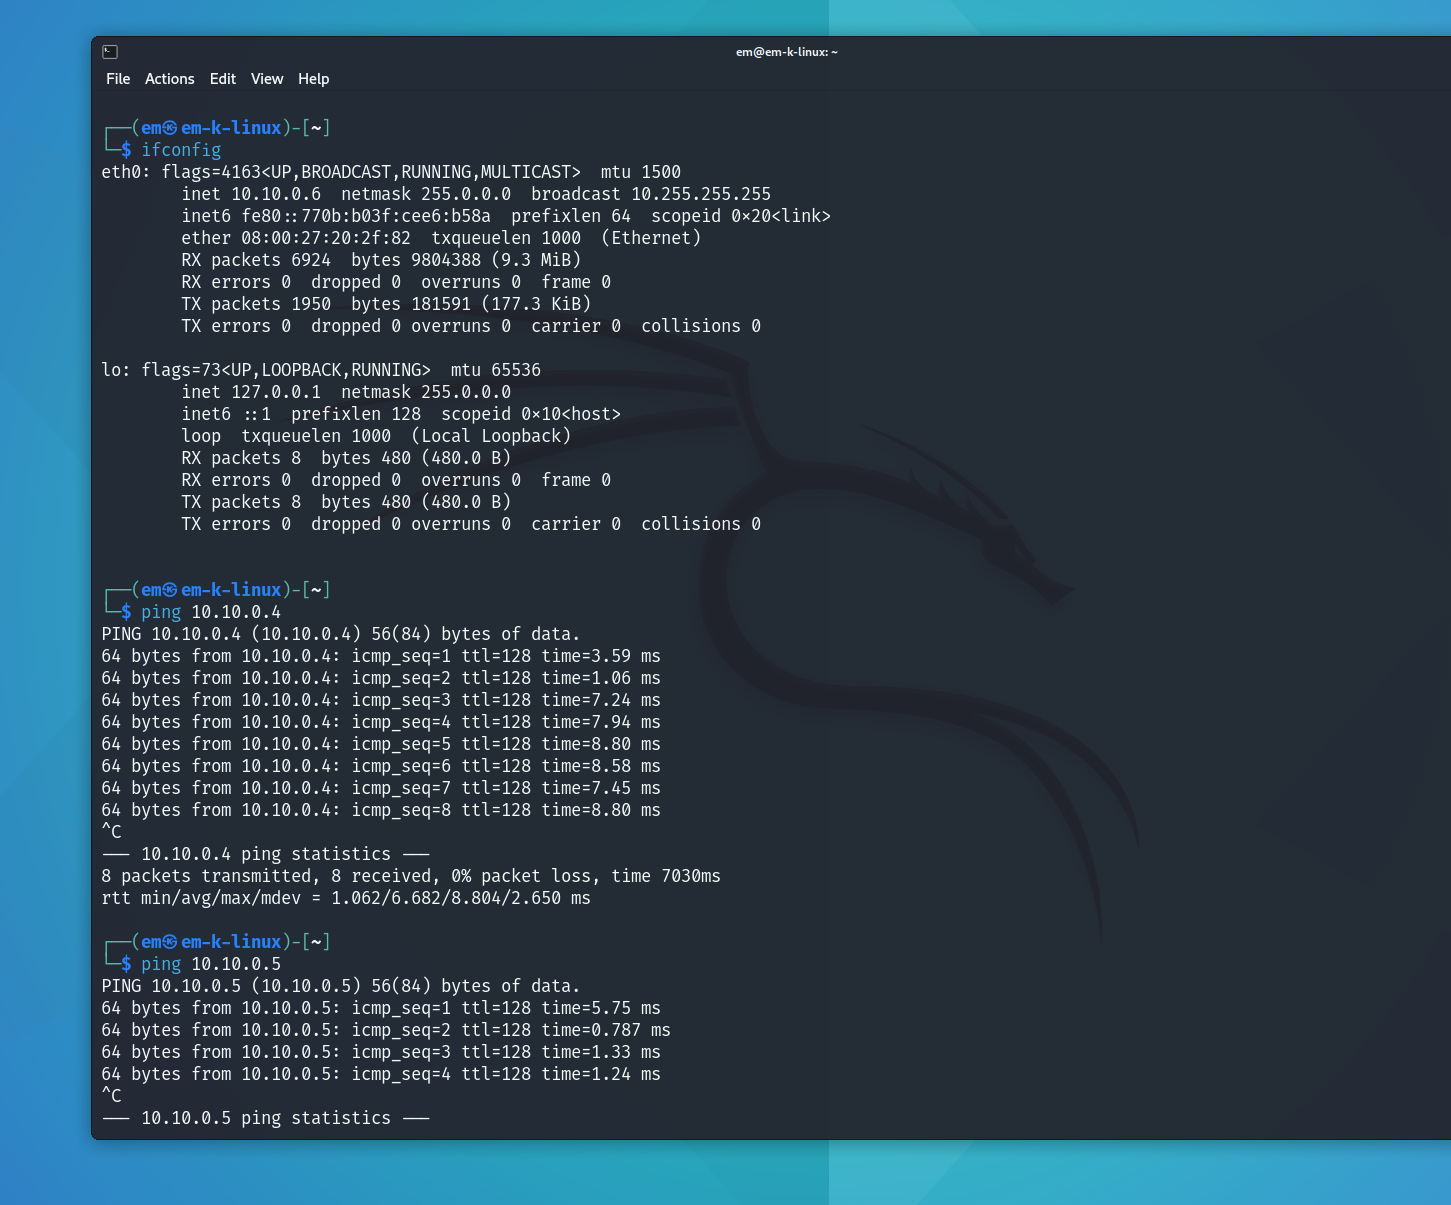 em@em-k-linux: ~
File Actions Edit View Help
┌──(em㉿em-k-linux)-[~]
└─$ ifconfig
eth0: flags=4163<UP,BROADCAST,RUNNING,MULTICAST>  mtu 1500
        inet 10.10.0.6  netmask 255.0.0.0  broadcast 10.255.255.255
        inet6 fe80::770b:b03f:cee6:b58a  prefixlen 64  scopeid 0×20<link>
        ether 08:00:27:20:2f:82  txqueuelen 1000  (Ethernet)
        RX packets 6924  bytes 9804388 (9.3 MiB)
        RX errors 0  dropped 0  overruns 0  frame 0
        TX packets 1950  bytes 181591 (177.3 KiB)
        TX errors 0  dropped 0 overruns 0  carrier 0  collisions 0
lo: flags=73<UP,LOOPBACK,RUNNING>  mtu 65536
        inet 127.0.0.1  netmask 255.0.0.0
        inet6 ::1  prefixlen 128  scopeid 0×10<host>
        loop  txqueuelen 1000  (Local Loopback)
        RX packets 8  bytes 480 (480.0 B)
        RX errors 0  dropped 0  overruns 0  frame 0
        TX packets 8  bytes 480 (480.0 B)
        TX errors 0  dropped 0 overruns 0  carrier 0  collisions 0
┌──(em㉿em-k-linux)-[~]
└─$ ping 10.10.0.4
PING 10.10.0.4 (10.10.0.4) 56(84) bytes of data.
64 bytes from 10.10.0.4: icmp_seq=1 ttl=128 time=3.59 ms
64 bytes from 10.10.0.4: icmp_seq=2 ttl=128 time=1.06 ms
64 bytes from 10.10.0.4: icmp_seq=3 ttl=128 time=7.24 ms
64 bytes from 10.10.0.4: icmp_seq=4 ttl=128 time=7.94 ms
64 bytes from 10.10.0.4: icmp_seq=5 ttl=128 time=8.80 ms
64 bytes from 10.10.0.4: icmp_seq=6 ttl=128 time=8.58 ms
64 bytes from 10.10.0.4: icmp_seq=7 ttl=128 time=7.45 ms
64 bytes from 10.10.0.4: icmp_seq=8 ttl=128 time=8.80 ms
^C
--- 10.10.0.4 ping statistics ---
8 packets transmitted, 8 received, 0% packet loss, time 7030ms
rtt min/avg/max/mdev = 1.062/6.682/8.804/2.650 ms
┌──(em㉿em-k-linux)-[~]
└─$ ping 10.10.0.5
PING 10.10.0.5 (10.10.0.5) 56(84) bytes of data.
64 bytes from 10.10.0.5: icmp_seq=1 ttl=128 time=5.75 ms
64 bytes from 10.10.0.5: icmp_seq=2 ttl=128 time=0.787 ms
64 bytes from 10.10.0.5: icmp_seq=3 ttl=128 time=1.33 ms
64 bytes from 10.10.0.5: icmp_seq=4 ttl=128 time=1.24 ms
^C
--- 10.10.0.5 ping statistics ---